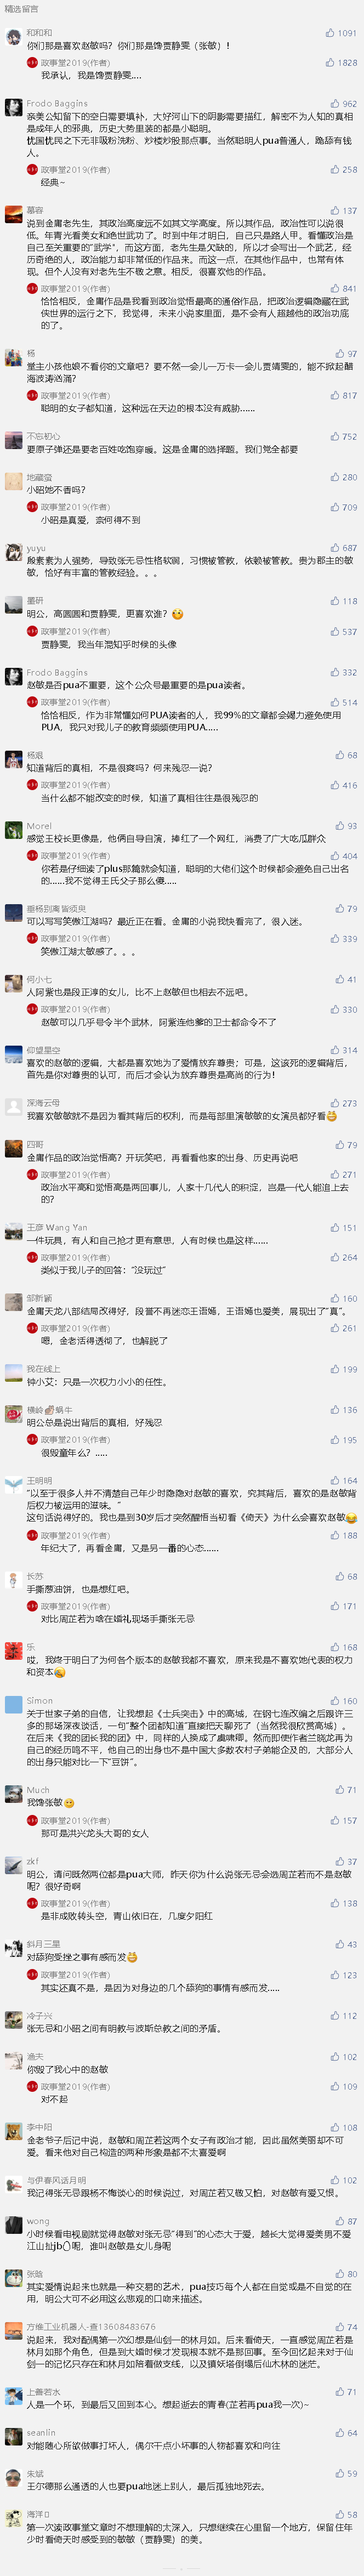 精选留言
和和和
1091
你们那是喜欢赵敏吗？你们那是馋贾静雯（张敏）！
政事堂2019(作者)
1828
我承认，我是馋贾静雯....
Frodo Baggins
962
亲美公知留下的空白需要填补，大好河山下的阴影需要描红，解密不为人知的真相是成年人的邪典，历史大势里装的都是小聪明。
忧国忧民之下无非吸粉洗粉、炒楼炒股那点事。当然聪明人pua普通人，跪舔有钱人。
政事堂2019(作者)
258
经典~
慕容
137
说到金庸老先生，其政治高度远不如其文学高度。所以其作品，政治性可以说很低。年青光看美女和绝世武功了。时到中年才明白，自己只是路人甲。看懂政治是自己至关重要的“武学”，而这方面，老先生是欠缺的，所以才会写出一个武艺，经历奇绝的人，政治能力却非常低的作品来。而这一点，在其他作品中，也常有体现。但个人没有对老先生不敬之意。相反，很喜欢他的作品。
政事堂2019(作者)
841
恰恰相反，金庸作品是我看到政治觉悟最高的通俗作品，把政治逻辑隐藏在武侠世界的运行之下，我觉得，未来小说家里面，是不会有人超越他的政治功底的了。
杨
97
堂主小孩他娘不看你的文章吧？要不然一会儿一万卡一会儿贾靖雯的，能不掀起醋海波涛汹涌？
政事堂2019(作者)
817
聪明的女子都知道，这种远在天边的根本没有威胁......
不忘初心
752
要原子弹还是要老百姓吃饱穿暖。这是金庸的选择题。我们党全都要
地藏蛮
280
小昭她不香吗？
政事堂2019(作者)
709
小昭是真爱，奈何得不到
yuyu
687
殷素素为人强势，导致张无忌性格软弱，习惯被管教，依赖被管教。贵为郡主的敏敏，恰好有丰富的管教经验。。。
墨研
118
明公，高圆圆和贾静雯，更喜欢谁？
政事堂2019(作者)
537
贾静雯，我当年混知乎时候的头像
Frodo Baggins
332
赵敏是否pua不重要，这个公众号最重要的是pua读者。
政事堂2019(作者)
514
恰恰相反，作为非常懂如何PUA读者的人，我99%的文章都会竭力避免使用PUA，我只对我儿子的教育频频使用PUA.....
杨琨
68
知道背后的真相，不是很爽吗？何来残忍一说？
政事堂2019(作者)
416
当什么都不能改变的时候，知道了真相往往是很残忍的
Morel
93
感觉王校长更像是，他俩自导自演，捧红了一个网红，消费了广大吃瓜群众
政事堂2019(作者)
404
你若是仔细读了plus那篇就会知道，聪明的大佬们这个时候都会避免自己出名的......我不觉得王氏父子那么傻.....
垂杨别离皆须臾
79
可以写写笑傲江湖吗？最近正在看。金庸的小说我快看完了，很入迷。
政事堂2019(作者)
339
笑傲江湖太敏感了。。。
何小七
41
人阿紫也是段正淳的女儿，比不上赵敏但也相去不远吧。
政事堂2019(作者)
330
赵敏可以几乎号令半个武林，阿紫连他爹的卫士都命令不了
仰望星空
314
喜欢的赵敏的逻辑，大都是喜欢她为了爱情放弃尊贵；可是，这该死的逻辑背后，首先是你对尊贵的认可，而后才会认为放弃尊贵是高尚的行为！
深海云母
273
我喜欢敏敏就不是因为看其背后的权利，而是每部里演敏敏的女演员都好看
四哥
79
金庸作品的政治觉悟高？开玩笑吧，再看看他家的出身、历史再说吧
政事堂2019(作者)
271
政治水平高和觉悟高是两回事儿，人家十几代人的积淀，岂是一代人能追上去的？
王彦 Wang Yan
151
一件玩具，有人和自己抢才更有意思，人有时候也是这样......
政事堂2019(作者)
264
类似于我儿子的回答：“没玩过”
邹昕颖
160
金庸天龙八部结局改得好，段誉不再迷恋王语嫣，王语嫣也爱美，展现出了“真”。
政事堂2019(作者)
261
嗯，金老活得透彻了，也解脱了
我在线上
199
钟小艾：只是一次权力小小的任性。
横岭蜗牛
136
明公总是说出背后的真相，好残忍
政事堂2019(作者)
195
很毁童年么？.....
王明明
164
“以至于很多人并不清楚自己年少时隐隐对赵敏的喜欢，究其背后，喜欢的是赵敏背后权力被运用的滋味。”
这句话说得好的。我也是到30岁后才突然醒悟当初看《倚天》为什么会喜欢赵敏
政事堂2019(作者)
188
年纪大了，再看金庸，又是另一番的心态......
长苏
68
手撕葱油饼，也是想红吧。
政事堂2019(作者)
171
对比周芷若为啥在婚礼现场手撕张无忌
乐
168
哎，我终于明白了为何各个版本的赵敏我都不喜欢，原来我是不喜欢她代表的权力和资本
Simon
160
关于世家子弟的自信，让我想起《士兵突击》中的高城，在钢七连改编之后跟许三多的那场深夜谈话，一句“整个团都知道”直接把天聊死了（当然我很欣赏高城）。在后来《我的团长我的团》中，同样的人换成了虞啸卿。然而即便作者兰晓龙再为自己的经历鸣不平，他自己的出身也不是中国大多数农村子弟能企及的，大部分人的出身只能对比一下“豆饼”。
Much
71
我馋张敏
政事堂2019(作者)
157
那可是洪兴龙头大哥的女人
zkf
37
明公，请问既然两位都是pua大师，昨天你为什么说张无忌会选周芷若而不是赵敏呢？很好奇啊
政事堂2019(作者)
138
是非成败转头空，青山依旧在，几度夕阳红
斜月三星
43
对舔狗受挫之事有感而发
政事堂2019(作者)
123
其实还真不是，是因为对身边的几个舔狗的事情有感而发.....
冷子兴
112
张无忌和小昭之间有明教与波斯总教之间的矛盾。
渔夫
102
你毁了我心中的赵敏
政事堂2019(作者)
109
对不起
李中阳
108
金老爷子后记中说，赵敏和周芷若这两个女子有政治才能，因此虽然美丽却不可爱。看来他对自己构造的两种形象是都不太喜爱啊
与伊春风话月明
102
我记得张无忌跟杨不悔谈心的时候说过，对周芷若又敬又怕，对赵敏有爱又恨。
wong
87
小时候看电视剧就觉得赵敏对张无忌“得到”的心态大于爱，越长大觉得爱美男不爱江山扯jb呢，谁叫赵敏是女儿身呢
张晗
80
其实爱情说起来也就是一种交易的艺术，pua技巧每个人都在自觉或是不自觉的在用，明公大可不必用这么悲观的口吻来描述。
方维工业机器人-查13608483676
74
说起来，我对配偶第一次幻想是仙剑一的林月如。后来看倚天，一直感觉周芷若是林月如那个角色，但是到大婚时候才发现根本就不是那回事。至今回忆起来对于仙剑一的记忆只存在和林月如陪着做支线，以及镇妖塔倒塌后仙木林的迷茫。
上善若水
71
人是一个环，到最后又回到本心。想起逝去的青春(芷若再pua我一次)~
seanlin
64
对能随心所欲做事打坏人，偶尔干点小坏事的人物都喜欢和向往
朱斌
59
王尔德那么通透的人也要pua地迷上别人，最后孤独地死去。
海洋
58
第一次读政事堂文章时不想理解的太深入，只想继续在心里留一个地方，保留住年少时看倚天时感受到的敏敏（贾静雯）的美。